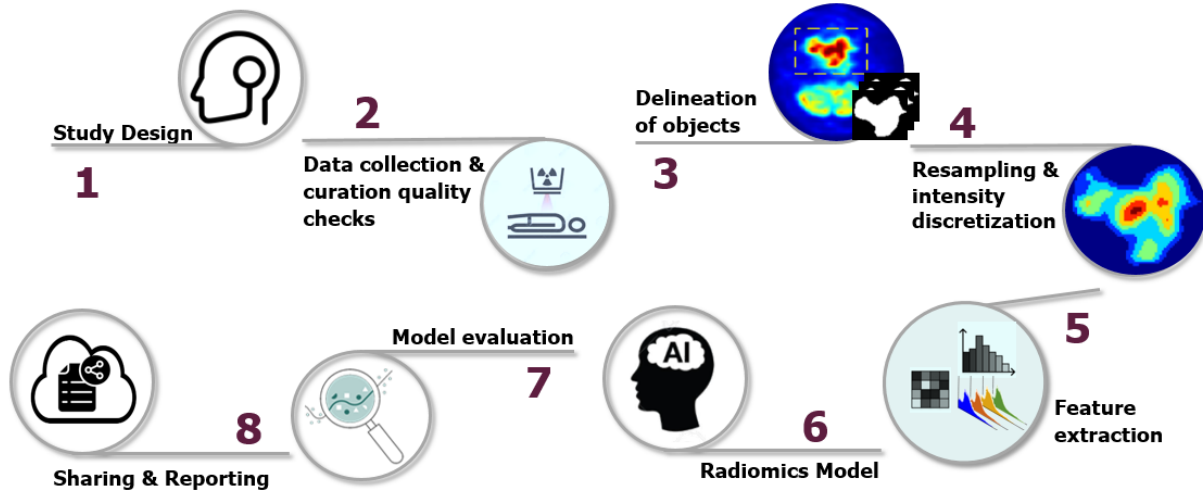 Study Design
1
2
Data collection &
curation quality
checks
Delineation
of objects
3
4
Resampling &
intensity
discretization
5
Feature
extraction
AI
6
Radiomics Model
Model evaluation
7
8
Sharing & Reporting